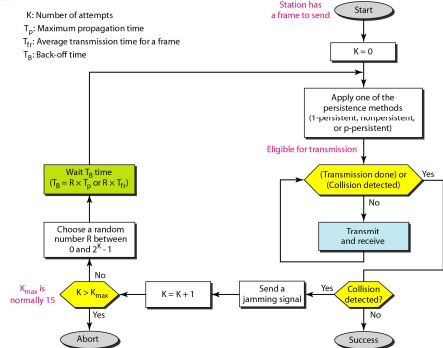 K: Number of attempts
Tp: Maximum propagation time
Tfr: Average transmission time for a frame
TB: Back-off time
Station has
a frame to send
Start
K = 0
Apply one of the
persistence methods
(1-persistent, nonpersistent,
or p-persistent)
Eligible for transmission
(Transmission done) or
(Collision detected)
Yes
No
Transmit
and receive
Wait TB time
(TB = R × Tp or R × Tfr)
Choose a random
number R between
0 and 2^K - 1
No
Kmax is
normally 15
K > Kmax
Yes
Abort
K = K + 1
Send a
jamming signal
Yes
Collision
detected?
No
Success